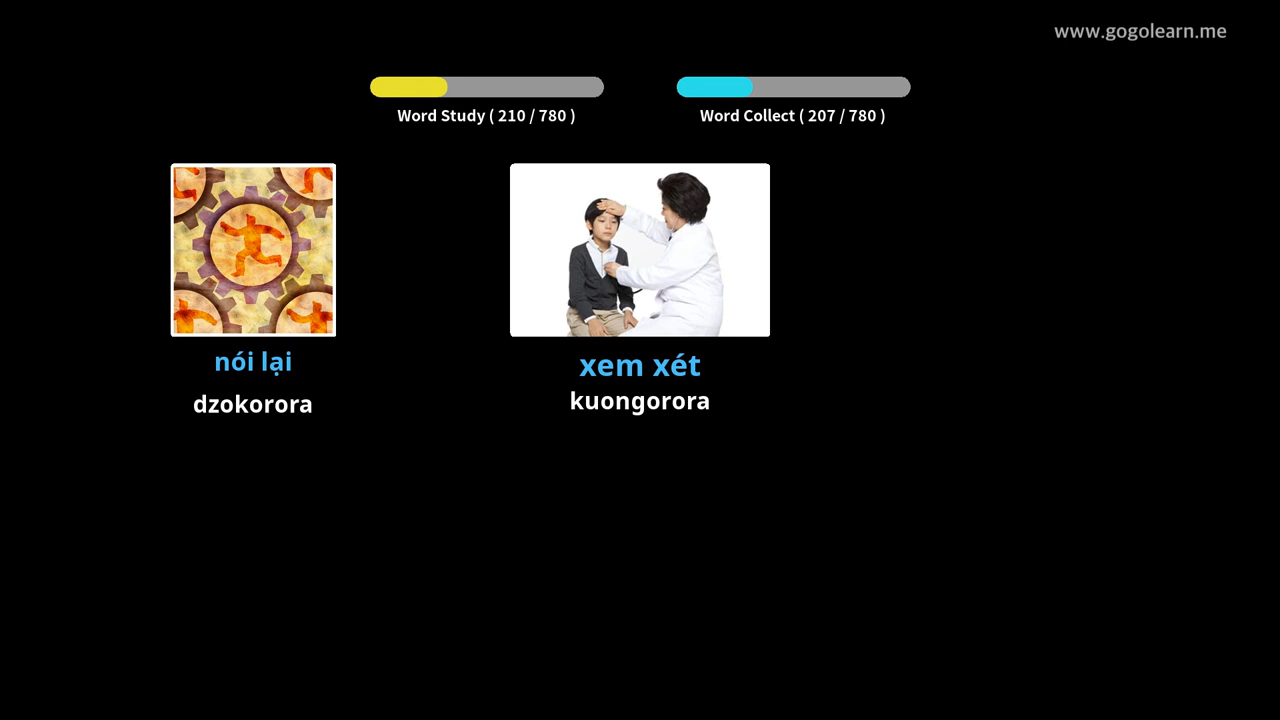 www.gogolearn.me
Word Study ( 210 / 780 )
Word Collect ( 207 / 780 )
nói lại
dzokorora
xem xét
kuongorora